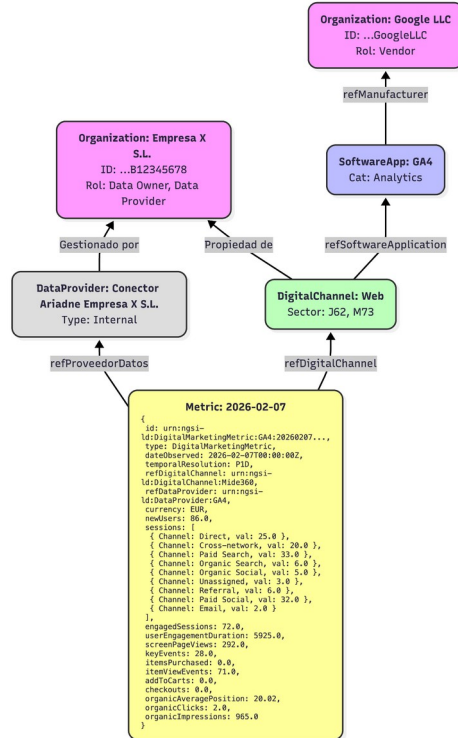 Organization: Google LLC
ID: ...GoogleLLC
Rol: Vendor
refManufacturer
Organization: Empresa X
S.L.
ID: ...B12345678
Rol: Data Owner, Data
Provider
SoftwareApp: GA4
Cat: Analytics
Gestionado por
Propiedad de
refSoftwareApplication
DataProvider: Conector
Ariadne Empresa X S.L.
Type: Internal
DigitalChannel: Web
Sector: J62, M73
refProveedorDatos
refDigitalChannel
Metric: 2026-02-07
{
id: urn:ngsi-
ld:DigitalMarketingMetric:GA4:20260207...,
type: DigitalMarketingMetric,
dateObserved: 2026-02-07T00:00:00Z,
temporalResolution: P1D,
refDigitalChannel: urn:ngsi-
ld:DigitalChannel:Mide360,
refDataProvider: urn:ngsi-
ld:DataProvider:GA4,
currency: EUR,
newUsers: 86.0,
sessions: [
{ Channel: Direct, val: 25.0 },
{ Channel: Cross-network, val: 20.0 },
{ Channel: Paid Search, val: 33.0 },
{ Channel: Organic Search, val: 6.0 },
{ Channel: Organic Social, val: 5.0 },
{ Channel: Unassigned, val: 3.0 },
{ Channel: Referral, val: 6.0 },
{ Channel: Paid Social, val: 32.0 },
{ Channel: Email, val: 2.0 }
],
engagedSessions: 72.0,
userEngagementDuration: 5925.0,
screenPageViews: 292.0,
keyEvents: 28.0,
itemsPurchased: 0.0,
itemViewEvents: 71.0,
addToCarts: 0.0,
checkouts: 0.0,
organicAveragePosition: 20.02,
organicClicks: 2.0,
organicImpressions: 965.0
}